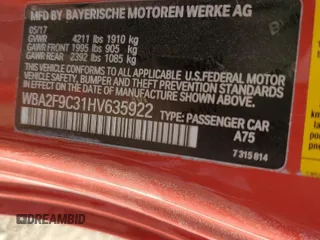 MFD BY BAYERISCHE MOTOREN WERKE AG
05/17
GVWR 4211 lbs 1910 kg
GAWR FRONT 1995 lbs 905 kg
GAWR REAR 2392 lbs 1085 kg
THIS VEHICLE CONFORMS TO ALL APPLICABLE U.S.FEDERAL MOTOR
VEHICLE SAFETY, BUMPER, AND THEFT PREVENTION STANDARDS
IN EFFECT ON THE DATE OF MANUFACTURE SHOWN ABOVE.
WBA2F9C31HV635922 TYPE: PASSENGER CAR
A75
7 315 814
DREAMBID